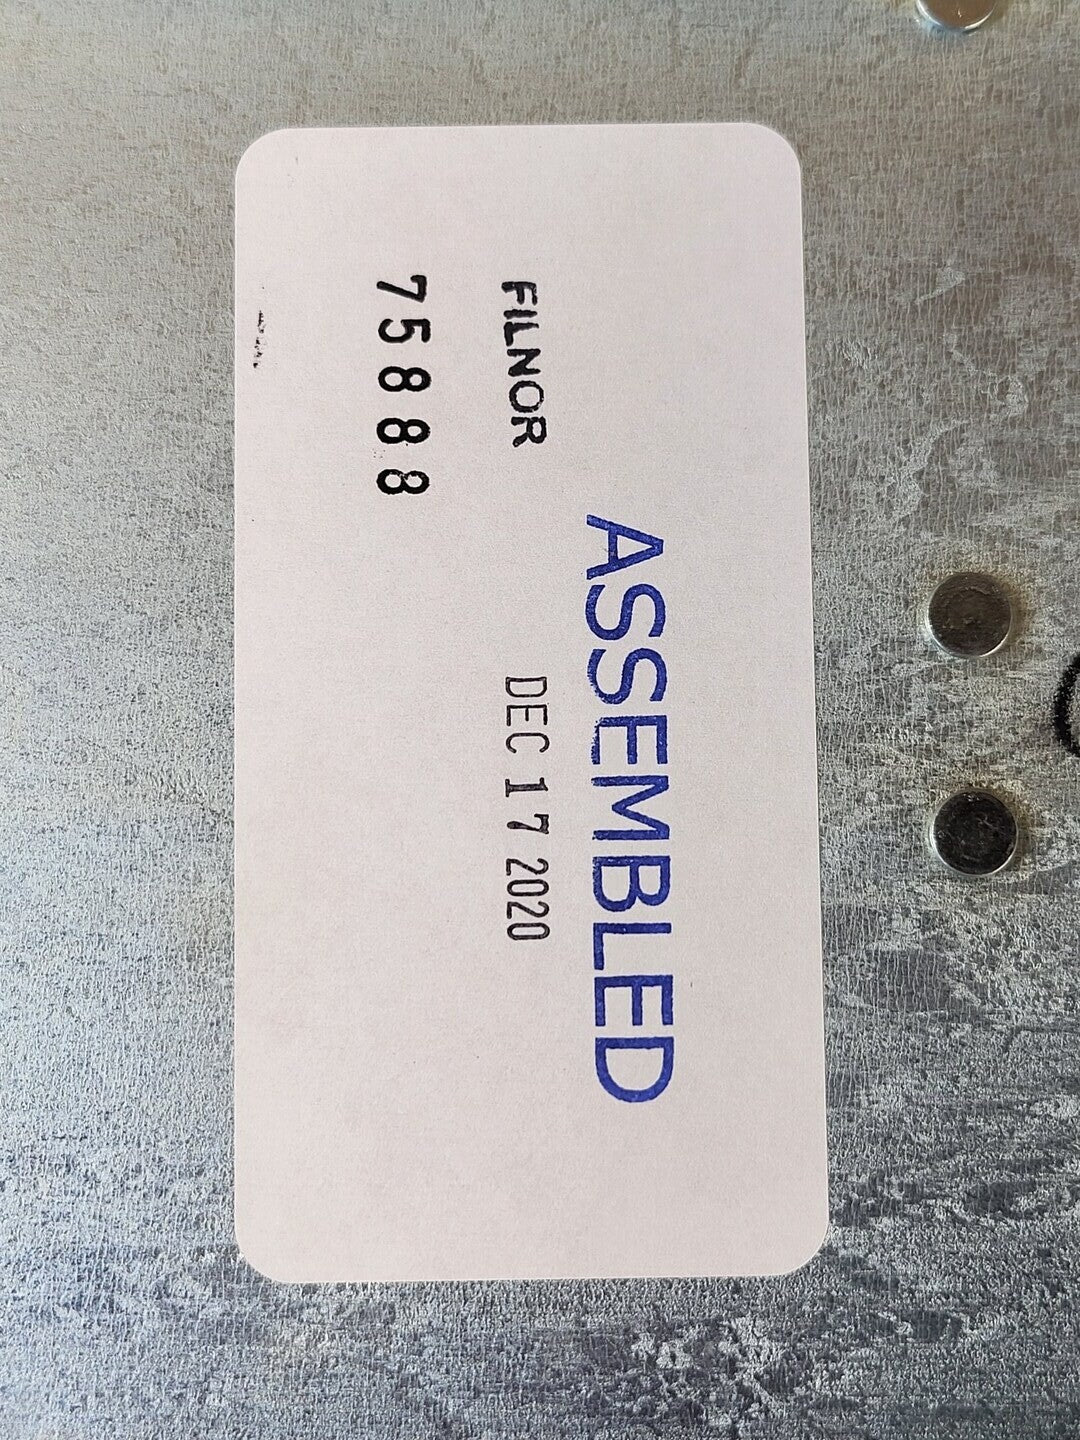 ASSEMBLED
FILNOR DEC 17 2020
75888